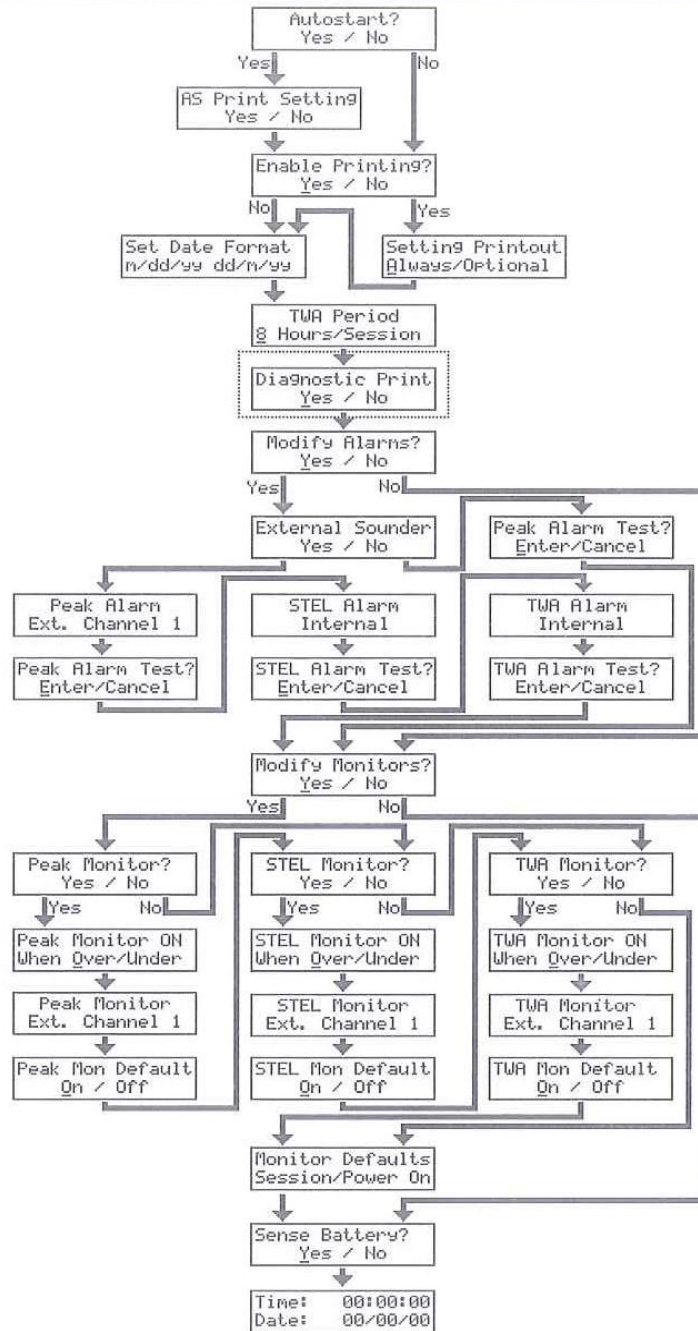 Autostart?
Yes / No
Yes
No
AS Print Setting
Yes / No
Enable Printing?
Yes / No
No
Yes
Set Date Format
m/dd/yy dd/m/yy
Setting Printout
Always/Optional
TWA Period
8 Hours/Session
Diagnostic Print
Yes / No
Modify Alarms?
Yes / No
Yes
No
External Sounder
Yes / No
Peak Alarm Test?
Enter/Cancel
Peak Alarm
Ext. Channel 1
STEL Alarm
Internal
TWA Alarm
Internal
Peak Alarm Test?
Enter/Cancel
STEL Alarm Test?
Enter/Cancel
TWA Alarm Test?
Enter/Cancel
Modify Monitors?
Yes / No
Yes
No
Peak Monitor?
Yes / No
STEL Monitor?
Yes / No
TWA Monitor?
Yes / No
Yes
No
Yes
No
Yes
No
Peak Monitor ON
When Over/Under
STEL Monitor ON
When Over/Under
TWA Monitor ON
When Over/Under
Peak Monitor
Ext. Channel 1
STEL Monitor
Ext. Channel 1
TWA Monitor
Ext. Channel 1
Peak Mon Default
On / Off
STEL Mon Default
On / Off
TWA Mon Default
On / Off
Monitor Defaults
Session/Power On
Sense Battery?
Yes / No
Time: 00:00:00
Date: 00/00/00